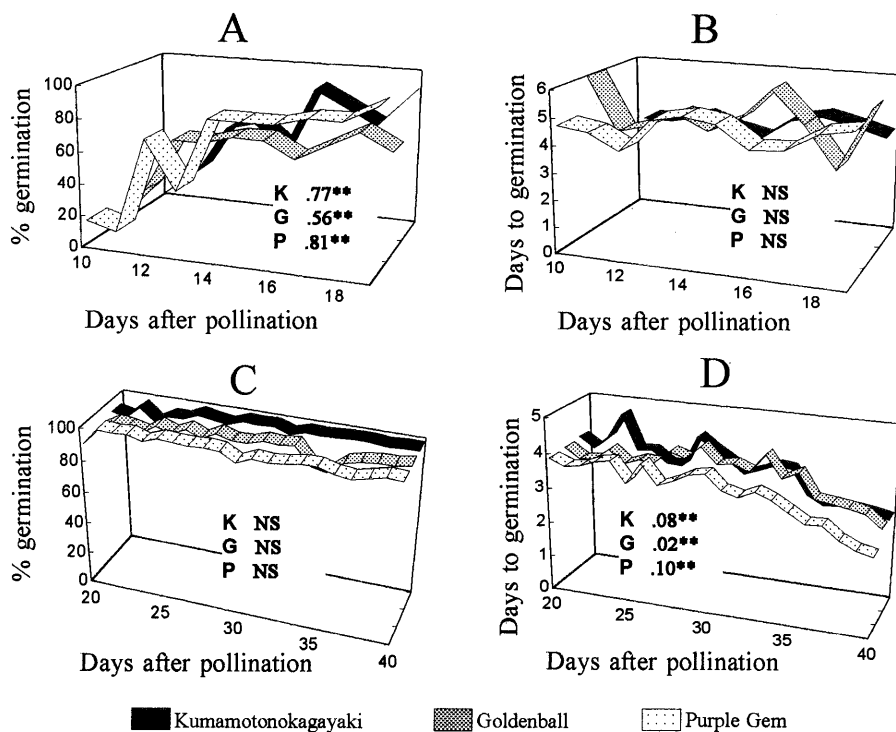 A
B
% germination
100
80
60
40
20
0
10
12
14
16
18
K .77**
G .56**
P .81**
Days after pollination
Days to germination
6
5
4
3
2
1
0
10
12
14
16
18
K NS
G NS
P NS
Days after pollination
C
D
% germination
100
80
60
40
20
0
20
25
30
35
40
K NS
G NS
P NS
Days after pollination
Days to germination
5
4
3
2
1
0
20
25
30
35
40
K .08**
G .02**
P .10**
Days after pollination
Kumamotonokagayaki
Goldenball
Purple Gem